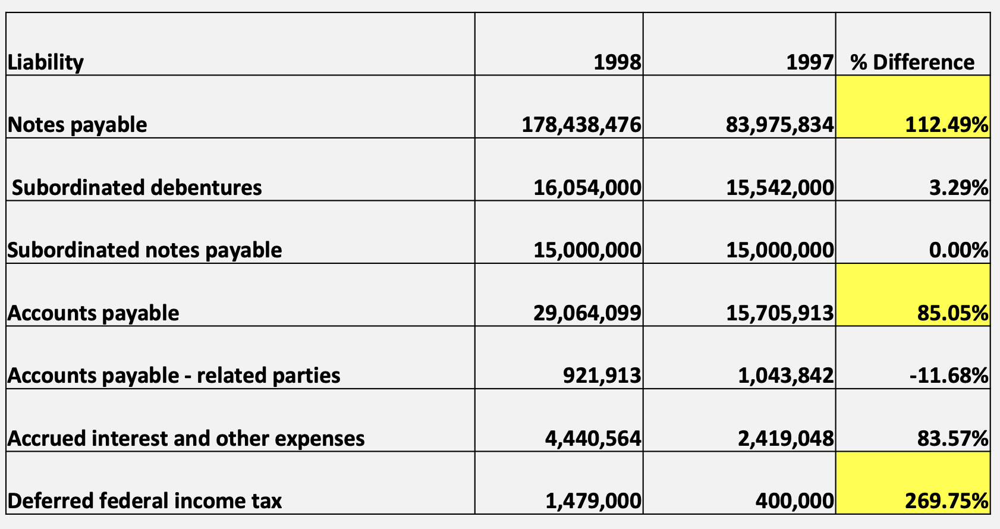 Liability 1998 1997 % Difference
Notes payable 178,438,476 83,975,834 112.49%
Subordinated debentures 16,054,000 15,542,000 3.29%
Subordinated notes payable 15,000,000 15,000,000 0.00%
Accounts payable 29,064,099 15,705,913 85.05%
Accounts payable - related parties 921,913 1,043,842 -11.68%
Accrued interest and other expenses 4,440,564 2,419,048 83.57%
Deferred federal income tax 1,479,000 400,000 269.75%